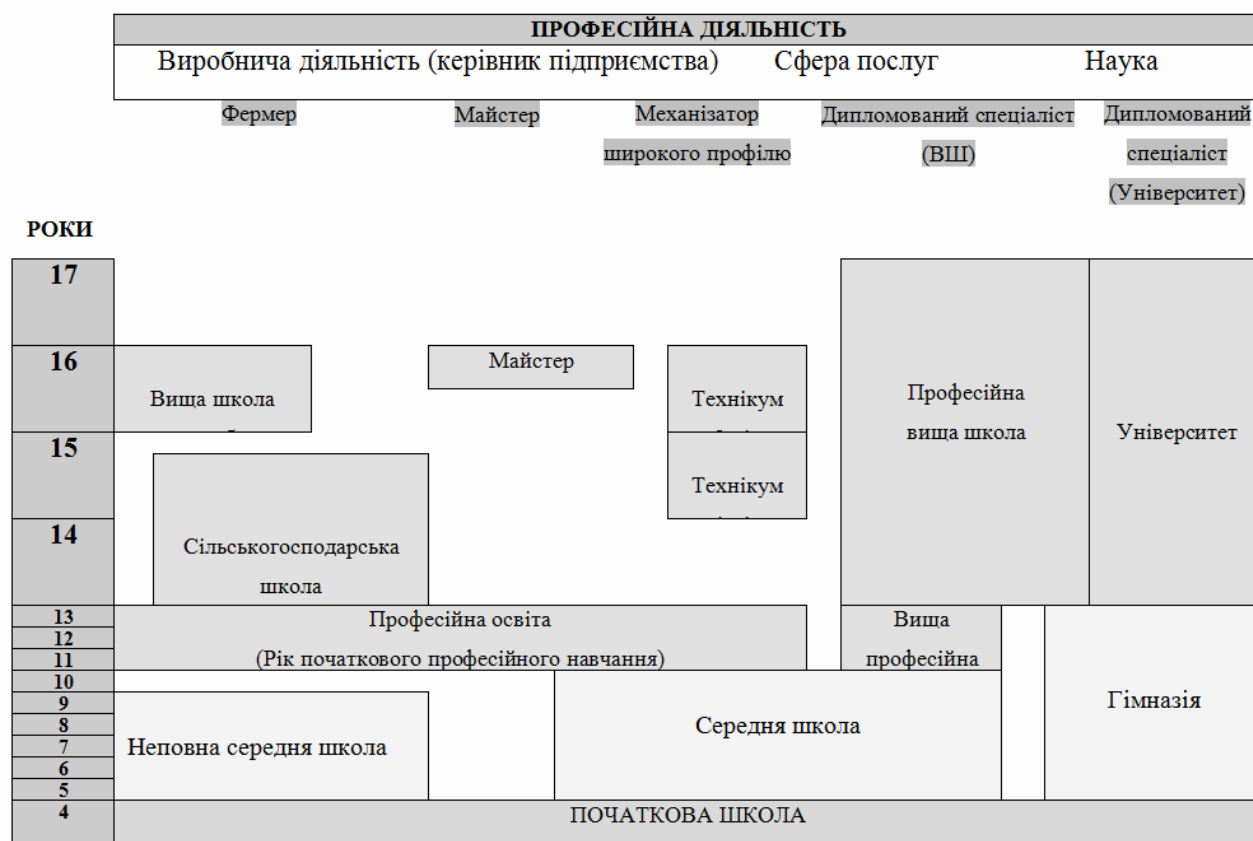 ПРОФЕСІЙНА ДІЯЛЬНІСТЬ
Виробнича діяльність (керівник підприємства) Сфера послуг Наука
Фермер Майстер Механізатор Дипломований спеціаліст Дипломований
широкого профілю (ВШ) спеціаліст
(Університет)
РОКИ
17
16 Майстер
Вища школа Технікум Професійна
вища школа Університет
15
Технікум
14
Сільськогосподарська
школа
13 Професійна освіта Вища
12
11 (Рік початкового професійного навчання) професійна
10
9 Гімназія
8 Середня школа
7 Неповна середня школа
6
5
4 ПОЧАТКОВА ШКОЛА